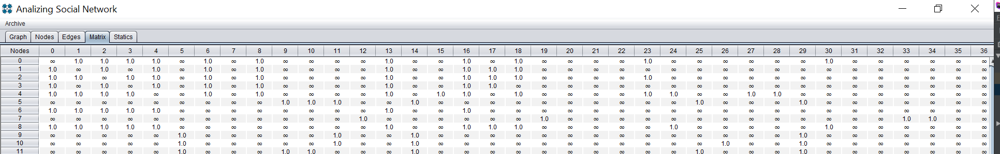 Analizing Social Network
Archive
Graph Nodes Edges Matrix Statics
Nodes 0 1 2 3 4 5 6 7 8 9 10 11 12 13 14 15 16 17 18 19 20 21 22 23 24 25 26 27 28 29 30 31 32 33 34 35 36
0 ∞ 1.0 1.0 1.0 1.0 ∞ 1.0 ∞ 1.0 ∞ ∞ ∞ ∞ 1.0 ∞ ∞ 1.0 ∞ 1.0 ∞ ∞ ∞ ∞ 1.0 ∞ ∞ ∞ ∞ ∞ ∞ 1.0 ∞ ∞ ∞ ∞ ∞ ∞
1 1.0 ∞ 1.0 ∞ 1.0 ∞ 1.0 ∞ 1.0 ∞ ∞ ∞ ∞ 1.0 ∞ ∞ 1.0 1.0 1.0 ∞ ∞ ∞ ∞ ∞ ∞ ∞ ∞ ∞ ∞ ∞ ∞ ∞ ∞ ∞ ∞ ∞ ∞
2 1.0 1.0 ∞ 1.0 1.0 ∞ 1.0 ∞ 1.0 ∞ ∞ ∞ ∞ 1.0 ∞ ∞ 1.0 1.0 1.0 ∞ ∞ ∞ ∞ 1.0 ∞ ∞ ∞ ∞ ∞ ∞ ∞ ∞ ∞ ∞ ∞ ∞ ∞
3 1.0 ∞ 1.0 ∞ 1.0 ∞ 1.0 ∞ 1.0 ∞ ∞ ∞ ∞ 1.0 ∞ ∞ 1.0 1.0 ∞ ∞ ∞ ∞ ∞ ∞ ∞ ∞ ∞ ∞ ∞ ∞ ∞ ∞ ∞ ∞ ∞ ∞ ∞
4 1.0 1.0 1.0 1.0 ∞ ∞ 1.0 ∞ 1.0 ∞ ∞ ∞ ∞ 1.0 ∞ 1.0 1.0 ∞ 1.0 ∞ ∞ ∞ ∞ 1.0 1.0 ∞ ∞ 1.0 1.0 ∞ ∞ ∞ ∞ ∞ ∞ ∞ ∞
5 ∞ ∞ ∞ ∞ ∞ ∞ ∞ ∞ ∞ 1.0 1.0 1.0 ∞ ∞ 1.0 ∞ ∞ ∞ ∞ ∞ ∞ ∞ ∞ ∞ ∞ 1.0 ∞ ∞ ∞ 1.0 ∞ ∞ ∞ ∞ ∞ ∞ ∞
6 1.0 1.0 1.0 1.0 1.0 ∞ ∞ ∞ ∞ ∞ ∞ ∞ ∞ 1.0 ∞ ∞ 1.0 ∞ ∞ ∞ ∞ ∞ ∞ ∞ ∞ ∞ ∞ ∞ ∞ ∞ ∞ ∞ ∞ ∞ ∞ ∞ ∞
7 ∞ ∞ ∞ ∞ ∞ ∞ ∞ ∞ ∞ ∞ ∞ ∞ 1.0 ∞ ∞ ∞ ∞ ∞ ∞ 1.0 ∞ ∞ ∞ ∞ ∞ ∞ ∞ ∞ ∞ ∞ ∞ ∞ ∞ 1.0 1.0 ∞ ∞
8 1.0 1.0 1.0 1.0 1.0 ∞ ∞ ∞ ∞ ∞ ∞ ∞ ∞ 1.0 ∞ ∞ 1.0 1.0 1.0 ∞ ∞ ∞ ∞ ∞ 1.0 ∞ ∞ ∞ ∞ ∞ 1.0 ∞ ∞ ∞ ∞ ∞ ∞
9 ∞ ∞ ∞ ∞ ∞ 1.0 ∞ ∞ ∞ ∞ ∞ 1.0 ∞ ∞ 1.0 ∞ ∞ ∞ ∞ ∞ ∞ ∞ ∞ ∞ ∞ ∞ ∞ ∞ ∞ 1.0 ∞ ∞ ∞ ∞ ∞ ∞ ∞
10 ∞ ∞ ∞ ∞ ∞ 1.0 ∞ ∞ ∞ ∞ ∞ 1.0 ∞ ∞ 1.0 ∞ ∞ ∞ ∞ ∞ ∞ ∞ ∞ ∞ ∞ ∞ 1.0 ∞ ∞ 1.0 ∞ ∞ ∞ ∞ ∞ ∞ ∞
11 ∞ ∞ ∞ ∞ ∞ 1.0 ∞ ∞ ∞ 1.0 1.0 ∞ ∞ ∞ 1.0 ∞ ∞ ∞ ∞ ∞ ∞ ∞ ∞ ∞ ∞ 1.0 ∞ ∞ ∞ 1.0 ∞ ∞ ∞ ∞ ∞ ∞ ∞